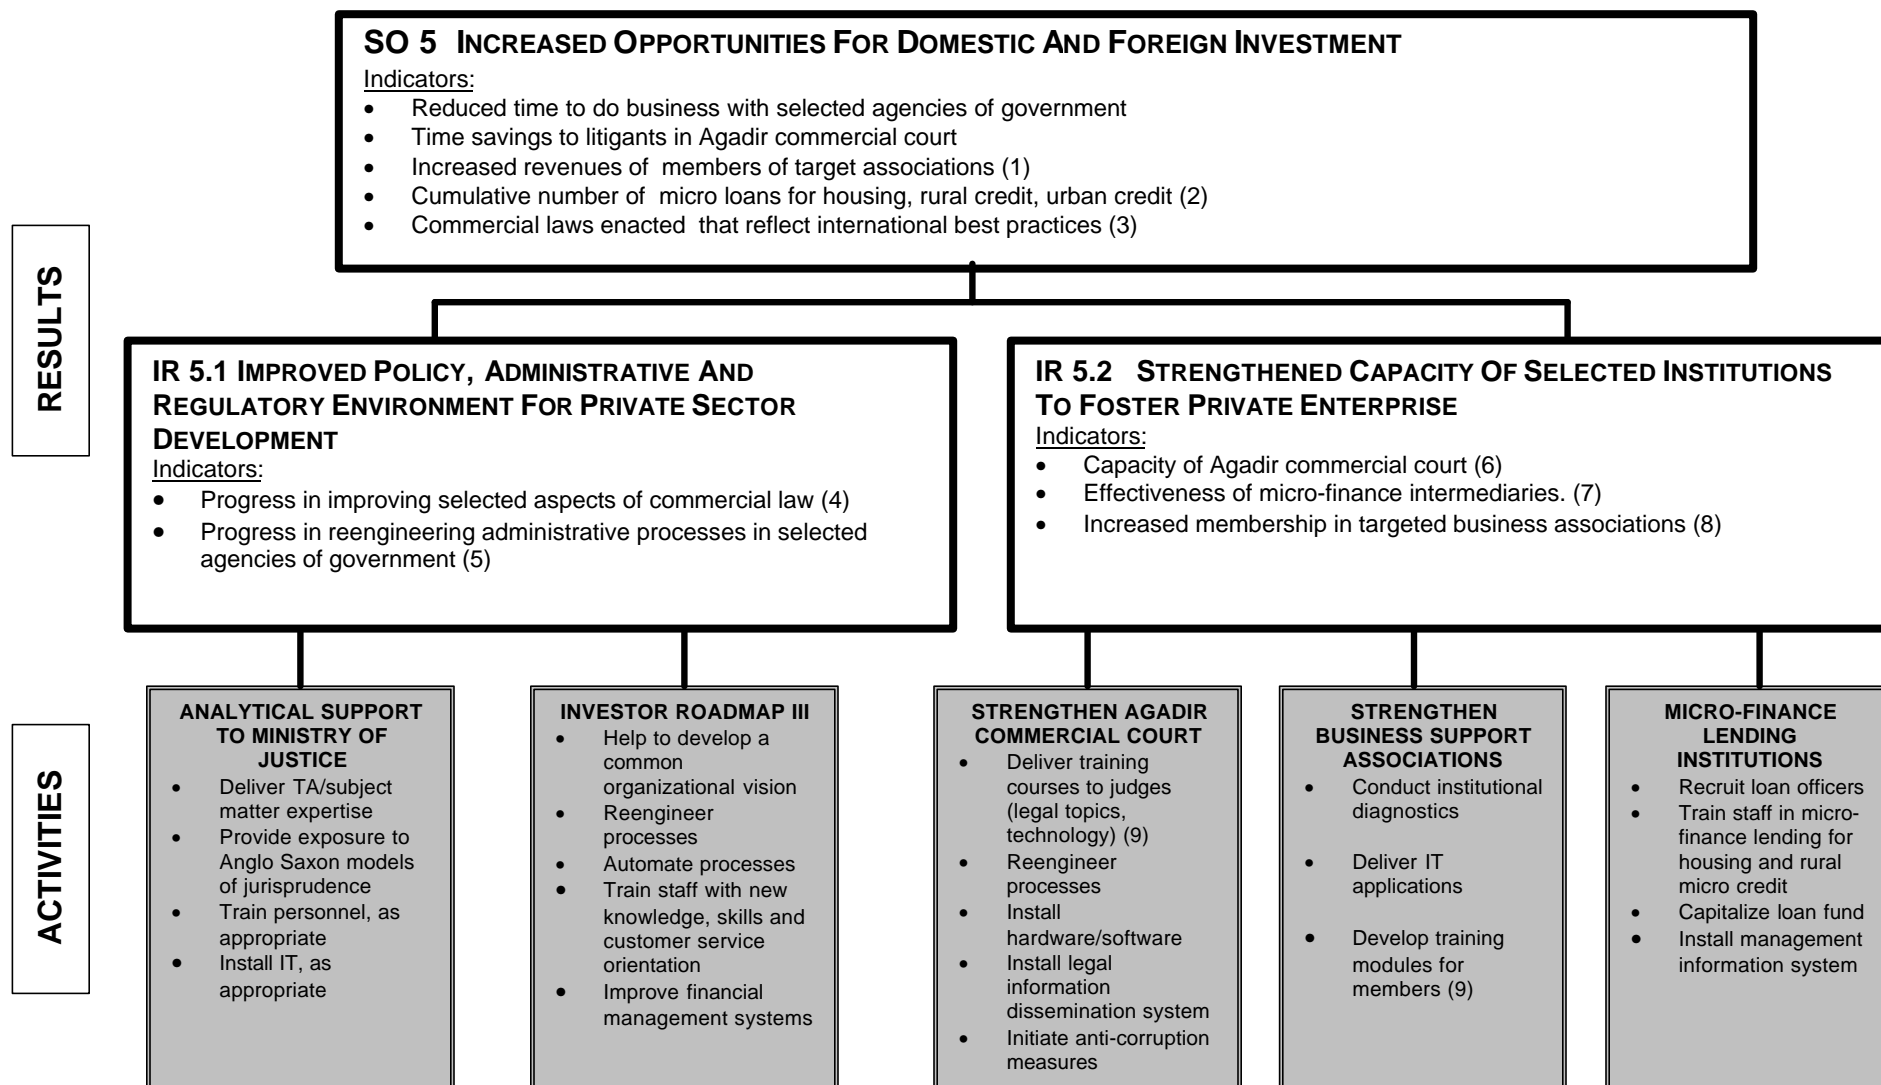 SO 5 INCREASED OPPORTUNITIES FOR DOMESTIC AND FOREIGN INVESTMENT
Indicators:
• Reduced time to do business with selected agencies of government
• Time savings to litigants in Agadir commercial court
• Increased revenues of members of target associations (1)
• Cumulative number of micro loans for housing, rural credit, urban credit (2)
• Commercial laws enacted that reflect international best practices (3)
RESULTS
IR 5.1 IMPROVED POLICY, ADMINISTRATIVE AND
REGULATORY ENVIRONMENT FOR PRIVATE SECTOR
DEVELOPMENT
Indicators:
• Progress in improving selected aspects of commercial law (4)
• Progress in reengineering administrative processes in selected
agencies of government (5)
IR 5.2 STRENGTHENED CAPACITY OF SELECTED INSTITUTIONS
TO FOSTER PRIVATE ENTERPRISE
Indicators:
• Capacity of Agadir commercial court (6)
• Effectiveness of micro-finance intermediaries. (7)
• Increased membership in targeted business associations (8)
ACTIVITIES
ANALYTICAL SUPPORT
TO MINISTRY OF
JUSTICE
• Deliver TA/subject
matter expertise
• Provide exposure to
Anglo Saxon models
of jurisprudence
• Train personnel, as
appropriate
• Install IT, as
appropriate
INVESTOR ROADMAP III
• Help to develop a
common
organizational vision
• Reengineer
processes
• Automate processes
• Train staff with new
knowledge, skills and
customer service
orientation
• Improve financial
management systems
STRENGTHEN AGADIR
COMMERCIAL COURT
• Deliver training
courses to judges
(legal topics,
technology) (9)
• Reengineer
processes
• Install
hardware/software
• Install legal
information
dissemination system
• Initiate anti-corruption
measures
STRENGTHEN
BUSINESS SUPPORT
ASSOCIATIONS
• Conduct institutional
diagnostics
• Deliver IT
applications
• Develop training
modules for
members (9)
MICRO-FINANCE
LENDING
INSTITUTIONS
• Recruit loan officers
• Train staff in micro-
finance lending for
housing and rural
micro credit
• Capitalize loan fund
• Install management
information system